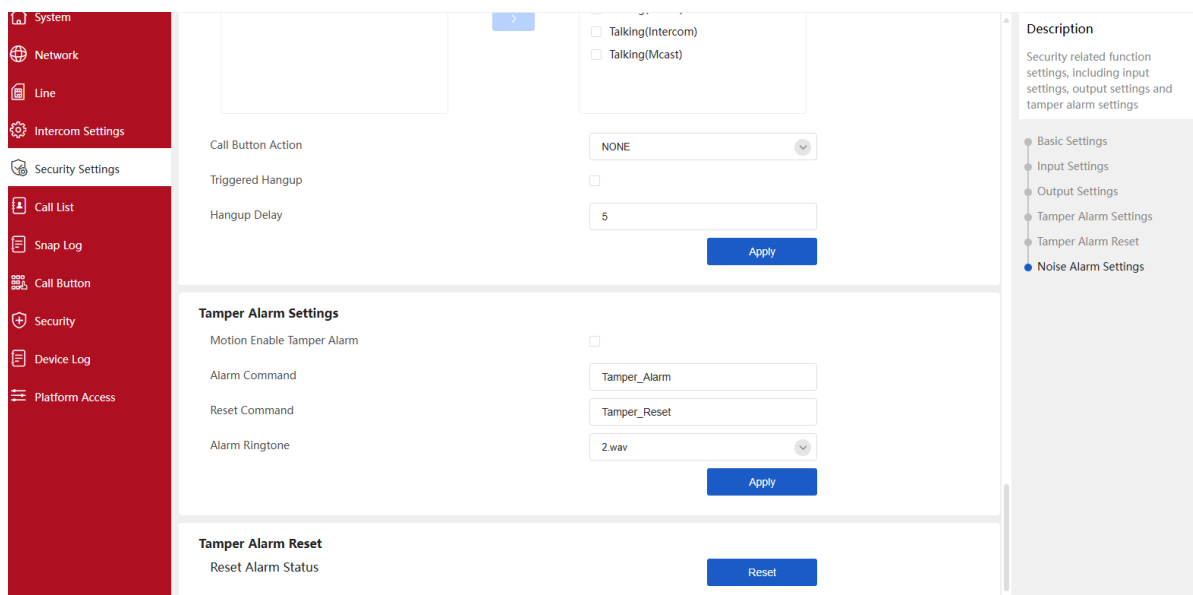 System
Network
Line
Intercom Settings
Security Settings
Call List
Snap Log
Call Button
Security
Device Log
Platform Access
Talking(Intercom)
Talking(Mcast)
Call Button Action
NONE
Triggered Hangup
Hangup Delay
5
Apply
Tamper Alarm Settings
Motion Enable Tamper Alarm
Alarm Command
Tamper_Alarm
Reset Command
Tamper_Reset
Alarm Ringtone
2.wav
Apply
Tamper Alarm Reset
Reset Alarm Status
Reset
Description
Security related function
settings, including input
settings, output settings and
tamper alarm settings
Basic Settings
Input Settings
Output Settings
Tamper Alarm Settings
Tamper Alarm Reset
Noise Alarm Settings